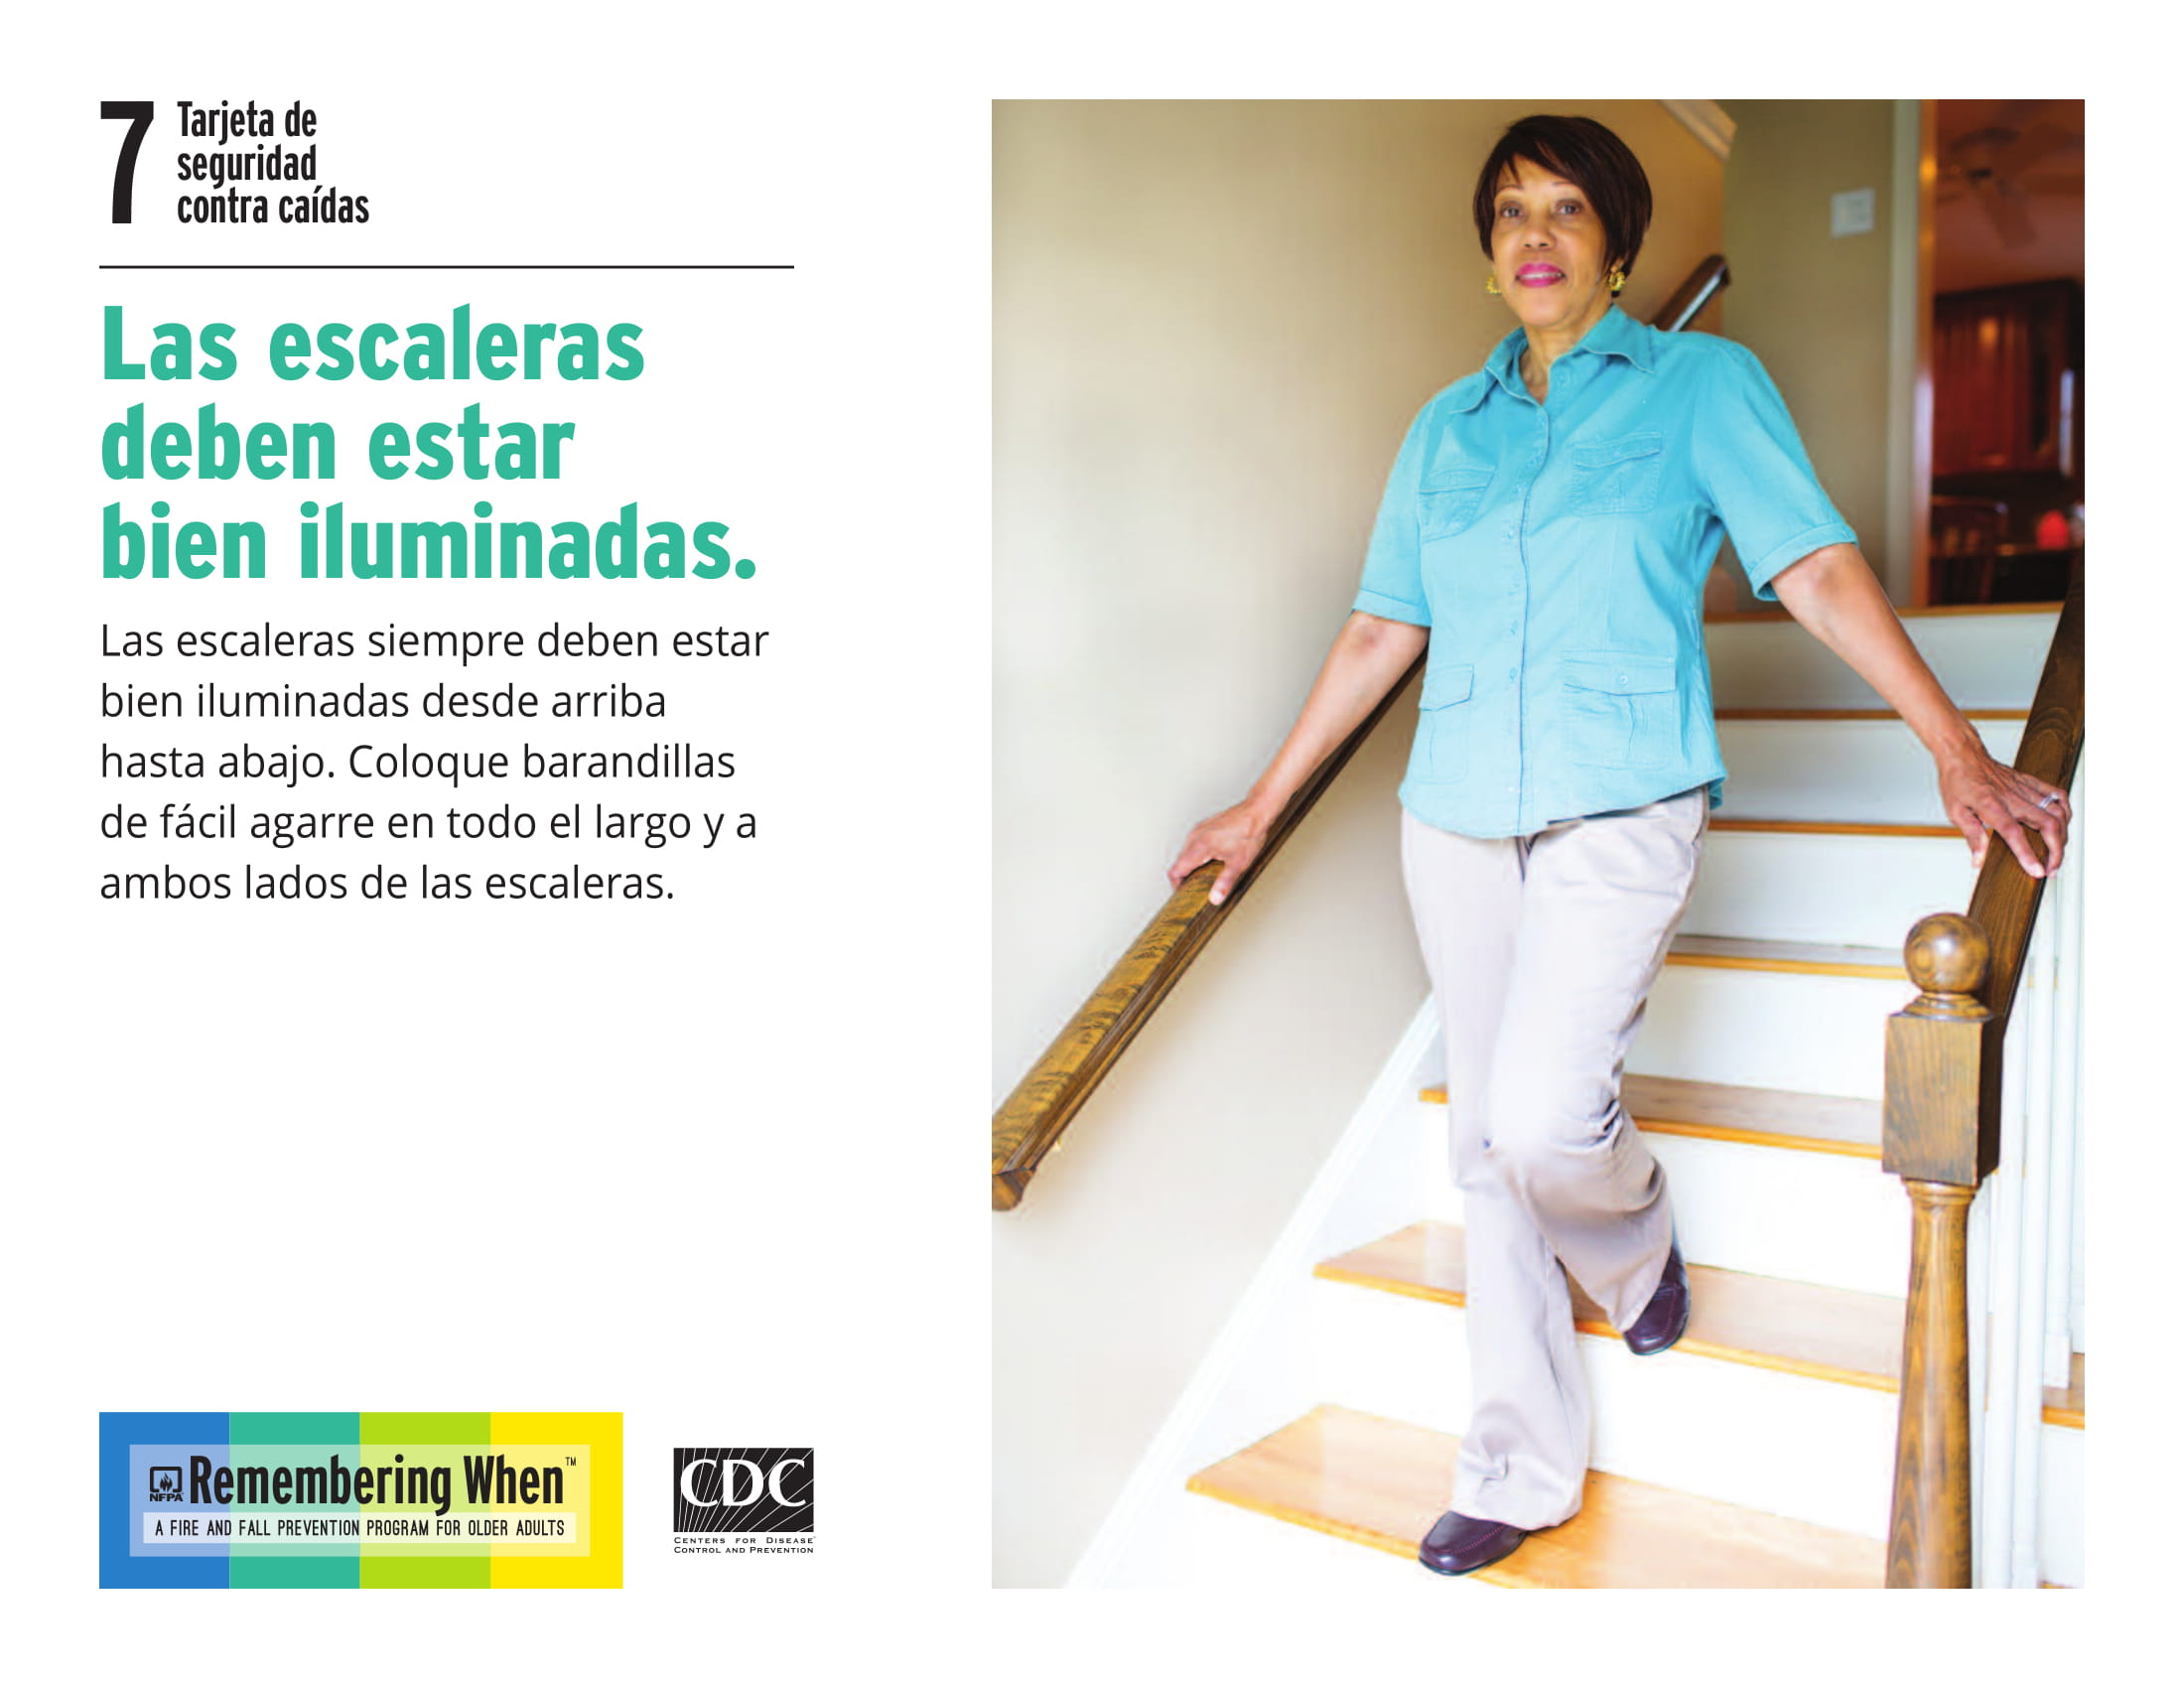 7 Tarjeta de
seguridad
contra caídas
Las escaleras
deben estar
bien iluminadas.
Las escaleras siempre deben estar
bien iluminadas desde arriba
hasta abajo. Coloque barandillas
de fácil agarre en todo el largo y a
ambos lados de las escaleras.
NFPA Remembering When™
A FIRE AND FALL PREVENTION PROGRAM FOR OLDER ADULTS
CDC
CENTERS FOR DISEASE
CONTROL AND PREVENTION